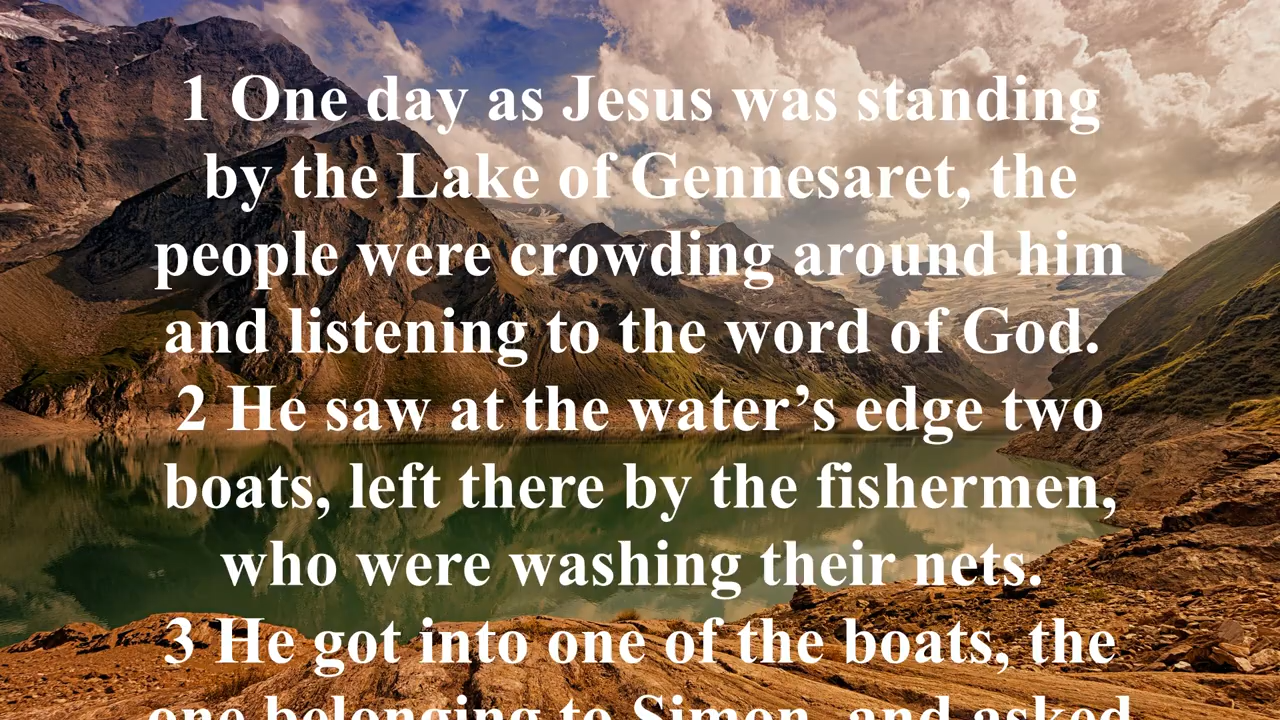 1 One day as Jesus was standing
by the Lake of Gennesaret, the
people were crowding around him
and listening to the word of God.
2 He saw at the water’s edge two
boats, left there by the fishermen,
who were washing their nets.
3 He got into one of the boats, the
one belonging to Simon, and asked